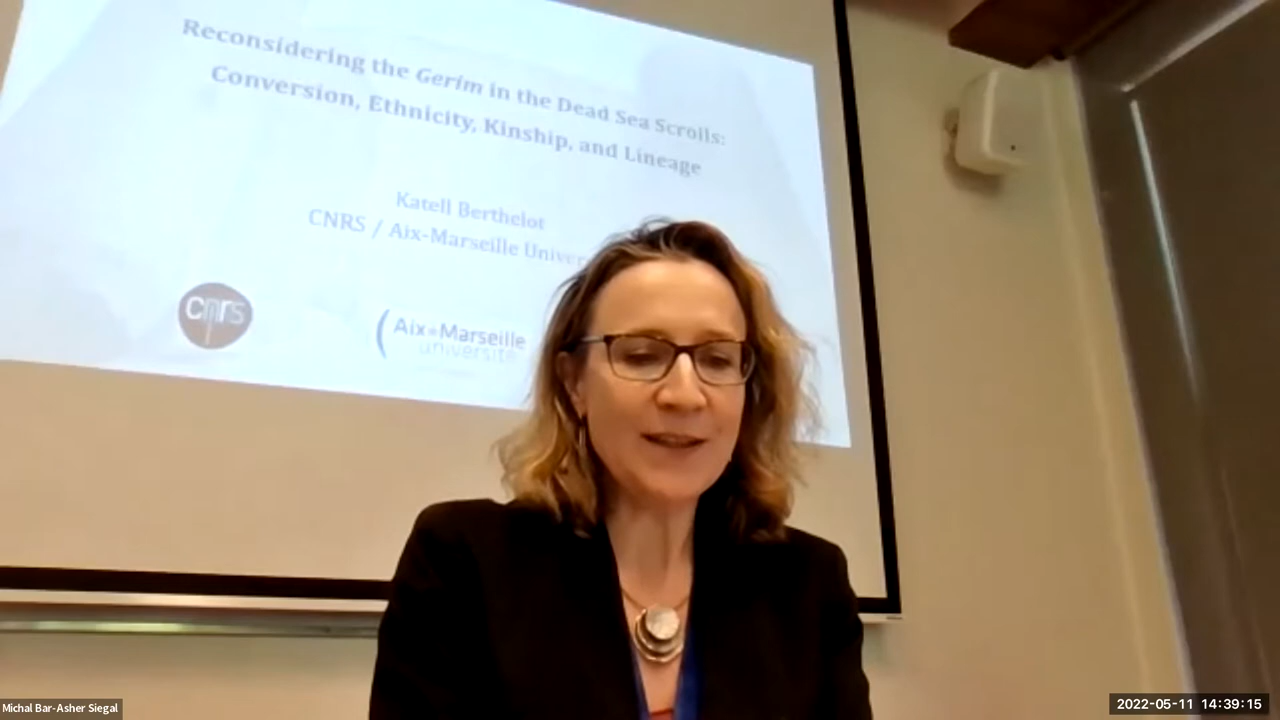 Reconsidering the Gerim in the Dead Sea Scrolls:
Conversion, Ethnicity, Kinship, and Lineage
Katell Berthelot
CNRS / Aix-Marseille
cnrs
(Aix*Marseille
université
Michal Bar-Asher Siegal
2022-05-11 14:39:15